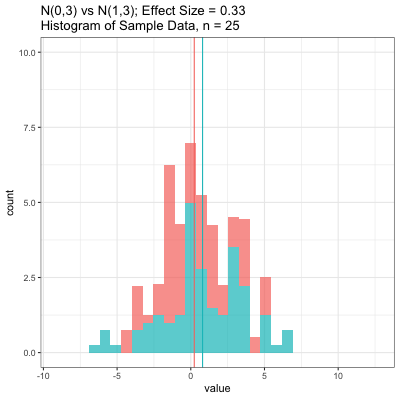 N(0,3) vs N(1,3); Effect Size = 0.33
Histogram of Sample Data, n = 25
10.0
7.5
5.0
2.5
0.0
count
-10 -5 0 5 10
value